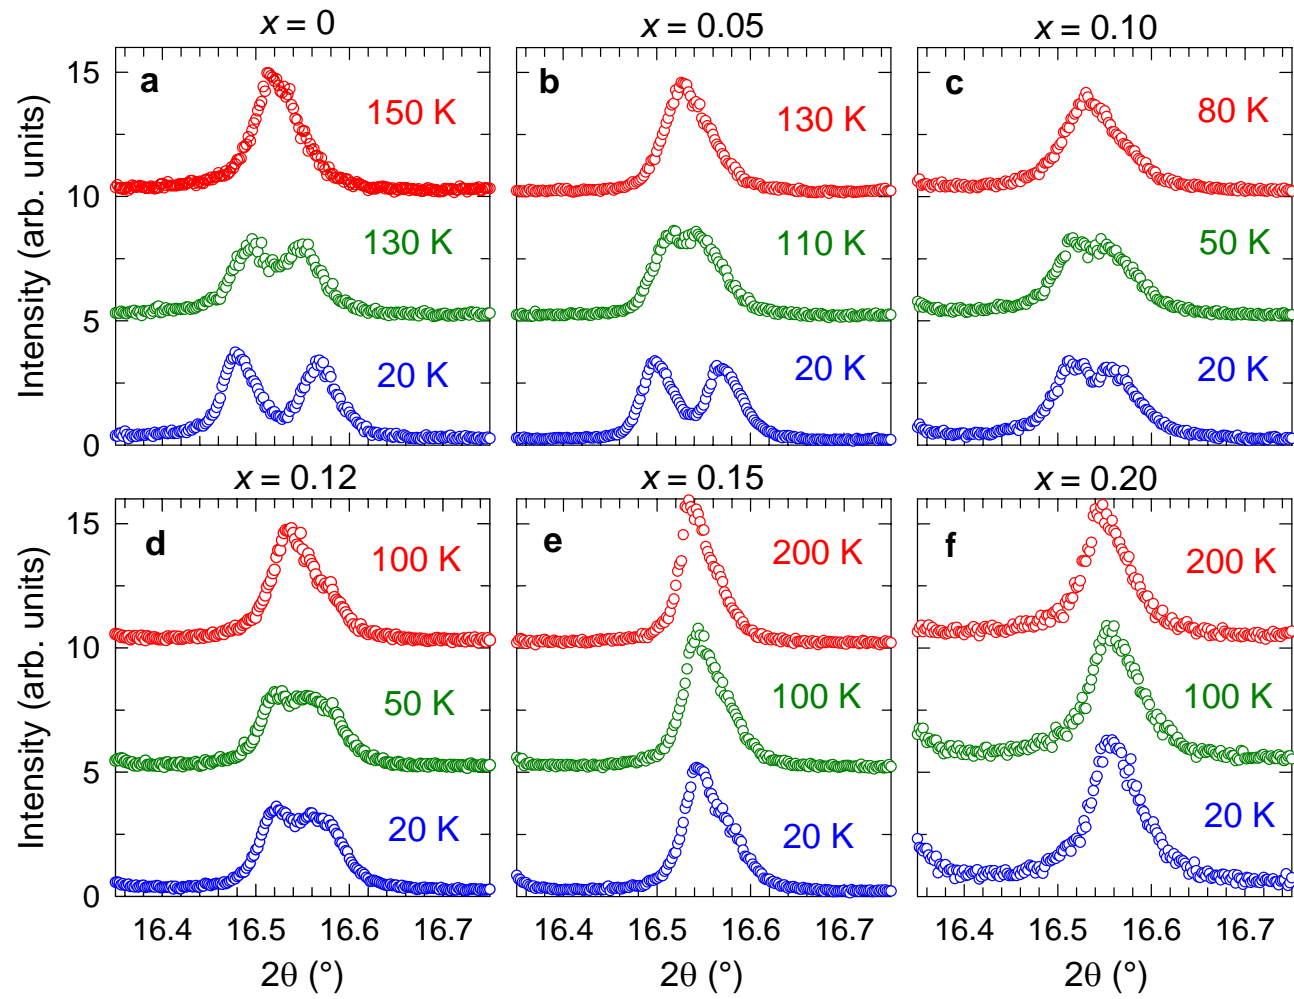 x = 0
x = 0.05
x = 0.10
a
b
c
150 K
130 K
80 K
130 K
110 K
50 K
20 K
20 K
20 K
15
10
5
0
Intensity (arb. units)
x = 0.12
x = 0.15
x = 0.20
d
e
f
100 K
200 K
200 K
50 K
100 K
100 K
20 K
20 K
20 K
15
10
5
0
Intensity (arb. units)
16.4 16.5 16.6 16.7
16.4 16.5 16.6 16.7
16.4 16.5 16.6 16.7
2θ (°)
2θ (°)
2θ (°)